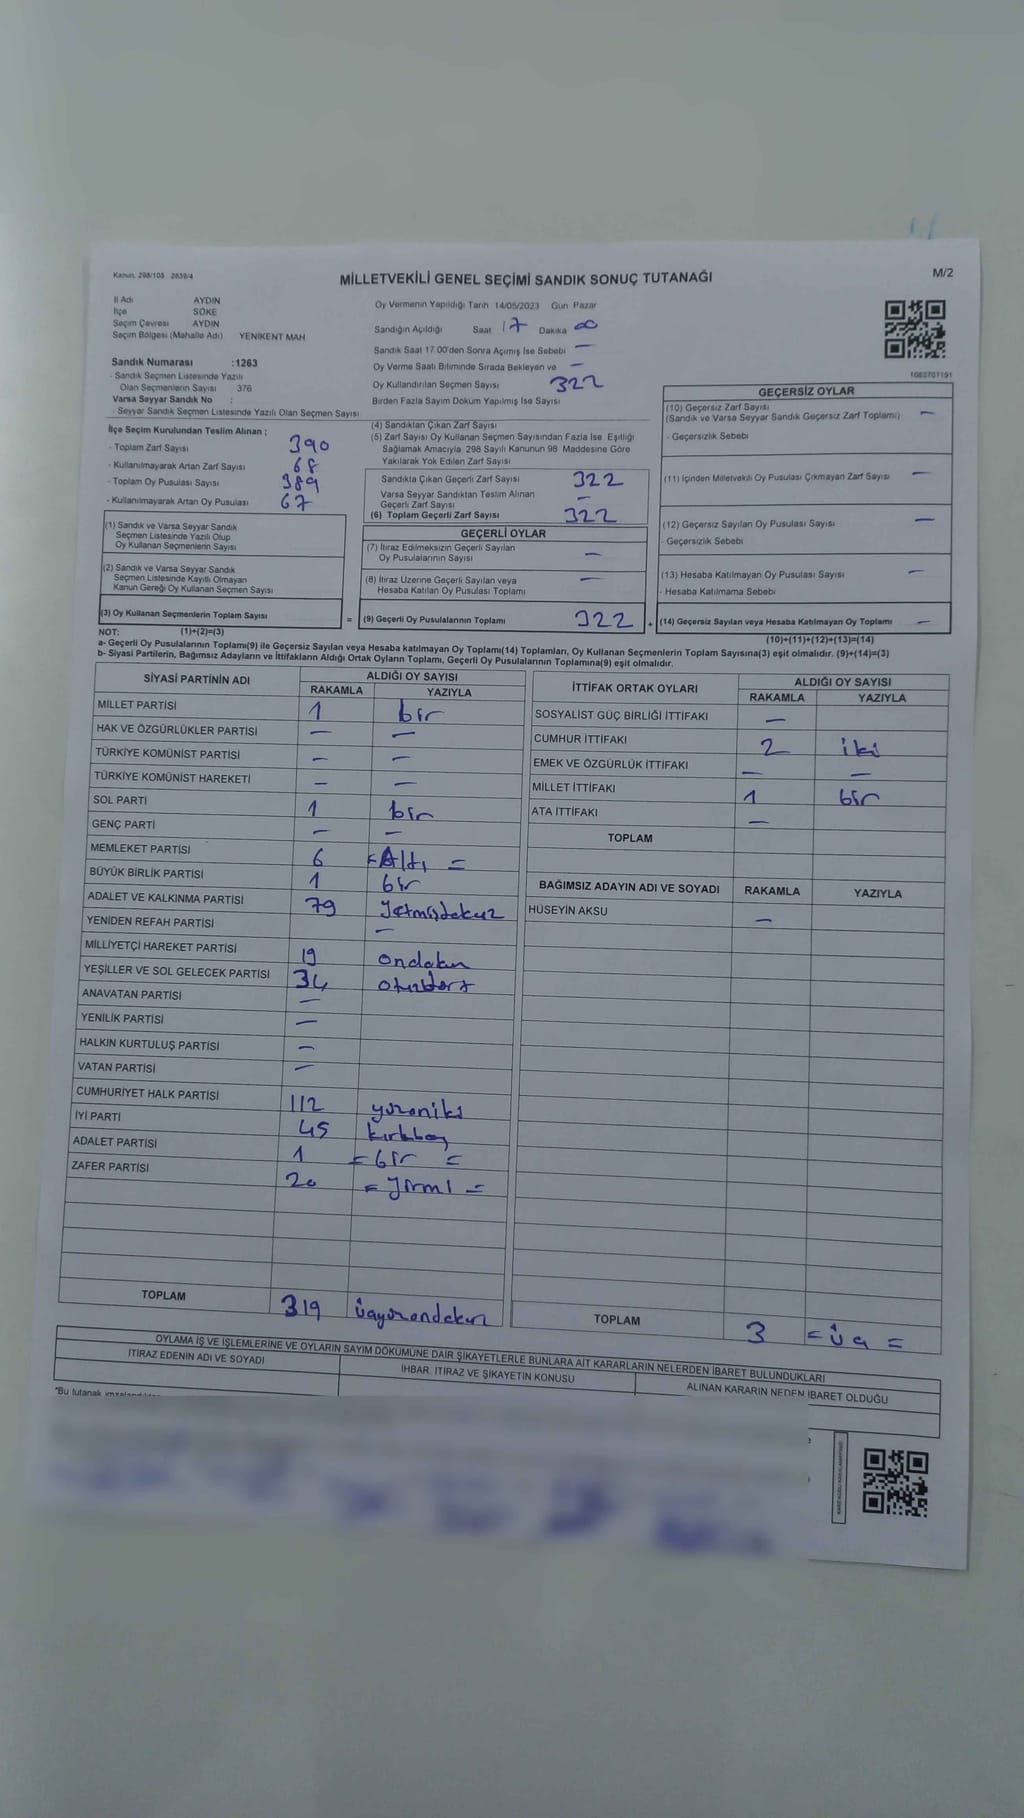 Kanun. 298/105 2839/4
MİLLETVEKİLİ GENEL SEÇİMİ SANDIK SONUÇ TUTANAĞI
M/2
İl Adı AYDIN
İlçe SÖKE
Seçim Çevresi AYDIN
Seçim Bölgesi (Mahalle Adı) YENİKENT MAH
Sandık Numarası :1263
- Sandık Seçmen Listesinde Yazılı
Olan Seçmenlerin Sayısı 376
Varsa Seyyar Sandık No :
- Seyyar Sandık Seçmen Listesinde Yazılı Olan Seçmen Sayısı
Oy Vermenin Yapıldığı Tarih 14/05/2023 Gün Pazar
Sandığın Açıldığı Saat 17 Dakika 00
Sandık Saat 17 00'den Sonra Açımış İse Sebebi —
Oy Verme Saati Bitiminde Sırada Bekleyen ve —
Oy Kullandırılan Seçmen Sayısı 322
Birden Fazla Sayım Döküm Yapılmış İse Sayısı
1683701191
İlçe Seçim Kurulundan Teslim Alınan ;
- Toplam Zarf Sayısı 390
- Kullanılmayarak Artan Zarf Sayısı 68
- Toplam Oy Pusulası Sayısı 389
- Kullanılmayarak Artan Oy Pusulası 67
(1) Sandık ve Varsa Seyyar Sandık
Seçmen Listesinde Yazılı Olup
Oy Kullanan Seçmenlerin Sayısı
(2) Sandık ve Varsa Seyyar Sandık
Seçmen Listesinde Kayıtlı Olmayan
Kanun Gereği Oy Kullanan Seçmen Sayısı
(3) Oy Kullanan Seçmenlerin Toplam Sayısı =
(1)+(2)=(3)
(4) Sandıktan Çıkan Zarf Sayısı
(5) Zarf Sayısı Oy Kullanan Seçmen Sayısından Fazla İse, Eşitliği
Sağlamak Amacıyla, 298 Sayılı Kanunun 98 Maddesine Göre
Yakılarak Yok Edilen Zarf Sayısı
Sandıkta Çıkan Geçerli Zarf Sayısı 322
Varsa Seyyar Sandıktan Teslim Alınan
Geçerli Zarf Sayısı —
(6) Toplam Geçerli Zarf Sayısı 322
GEÇERLİ OYLAR
(7) İtiraz Edilmeksizin Geçerli Sayılan
Oy Pusulalarının Sayısı —
(8) İtiraz Üzerine Geçerli Sayılan veya
Hesaba Katılan Oy Pusulası Toplamı —
(9) Geçerli Oy Pusulalarının Toplamı 322 +
GEÇERSİZ OYLAR
(10) Geçersiz Zarf Sayısı
(Sandık ve Varsa Seyyar Sandık Geçersiz Zarf Toplamı) —
- Geçersizlik Sebebi
(11) İçinden Milletvekili Oy Pusulası Çıkmayan Zarf Sayısı —
(12) Geçersiz Sayılan Oy Pusulası Sayısı —
- Geçersizlik Sebebi
(13) Hesaba Katılmayan Oy Pusulası Sayısı —
- Hesaba Katılmama Sebebi
(14) Geçersiz Sayılan veya Hesaba Katılmayan Oy Toplamı —
(10)+(11)+(12)+(13)=(14)
NOT:
a- Geçerli Oy Pusulalarının Toplamı(9) ile Geçersiz Sayılan veya Hesaba katılmayan Oy Toplamı(14) Toplamları, Oy Kullanan Seçmenlerin Toplam Sayısına(3) eşit olmalıdır. (9)+(14)=(3)
b- Siyasi Partilerin, Bağımsız Adayların ve İttifakların Aldığı Ortak Oyların Toplamı, Geçerli Oy Pusulalarının Toplamına(9) eşit olmalıdır.
SİYASİ PARTİNİN ADI ALDIĞI OY SAYISI
RAKAMLA YAZIYLA
MİLLET PARTİSİ 1 bir
HAK VE ÖZGÜRLÜKLER PARTİSİ — —
TÜRKİYE KOMÜNİST PARTİSİ — —
TÜRKİYE KOMÜNİST HAREKETİ — —
SOL PARTİ 1 bir
GENÇ PARTİ — —
MEMLEKET PARTİSİ 6 = Altı =
BÜYÜK BİRLİK PARTİSİ 1 bir
ADALET VE KALKINMA PARTİSİ 79 Yetmişdokuz
YENİDEN REFAH PARTİSİ —
MİLLİYETÇİ HAREKET PARTİSİ 19 ondokuz
YEŞİLLER VE SOL GELECEK PARTİSİ 34 otuzdört
ANAVATAN PARTİSİ —
YENİLİK PARTİSİ —
HALKIN KURTULUŞ PARTİSİ —
VATAN PARTİSİ —
CUMHURİYET HALK PARTİSİ 112 yüzoniki
İYİ PARTİ 45 kırkbeş
ADALET PARTİSİ 1 = bir =
ZAFER PARTİSİ 20 = Yirmi =
TOPLAM 319 üçyüzondokuz
İTTİFAK ORTAK OYLARI ALDIĞI OY SAYISI
RAKAMLA YAZIYLA
SOSYALİST GÜÇ BİRLİĞİ İTTİFAKI —
CUMHUR İTTİFAKI 2 iki
EMEK VE ÖZGÜRLÜK İTTİFAKI — —
MİLLET İTTİFAKI 1 bir
ATA İTTİFAKI —
TOPLAM
BAĞIMSIZ ADAYIN ADI VE SOYADI RAKAMLA YAZIYLA
HÜSEYİN AKSU —
TOPLAM 3 = üç =
OYLAMA İŞ VE İŞLEMLERİNE VE OYLARIN SAYIM DÖKÜMÜNE DAİR ŞİKAYETLERLE BUNLARA AİT KARARLARIN NELERDEN İBARET BULUNDUKLARI
İTİRAZ EDENİN ADI VE SOYADI İHBAR, İTİRAZ VE ŞİKAYETİN KONUSU ALINAN KARARIN NEDEN İBARET OLDUĞU
*Bu tutanak